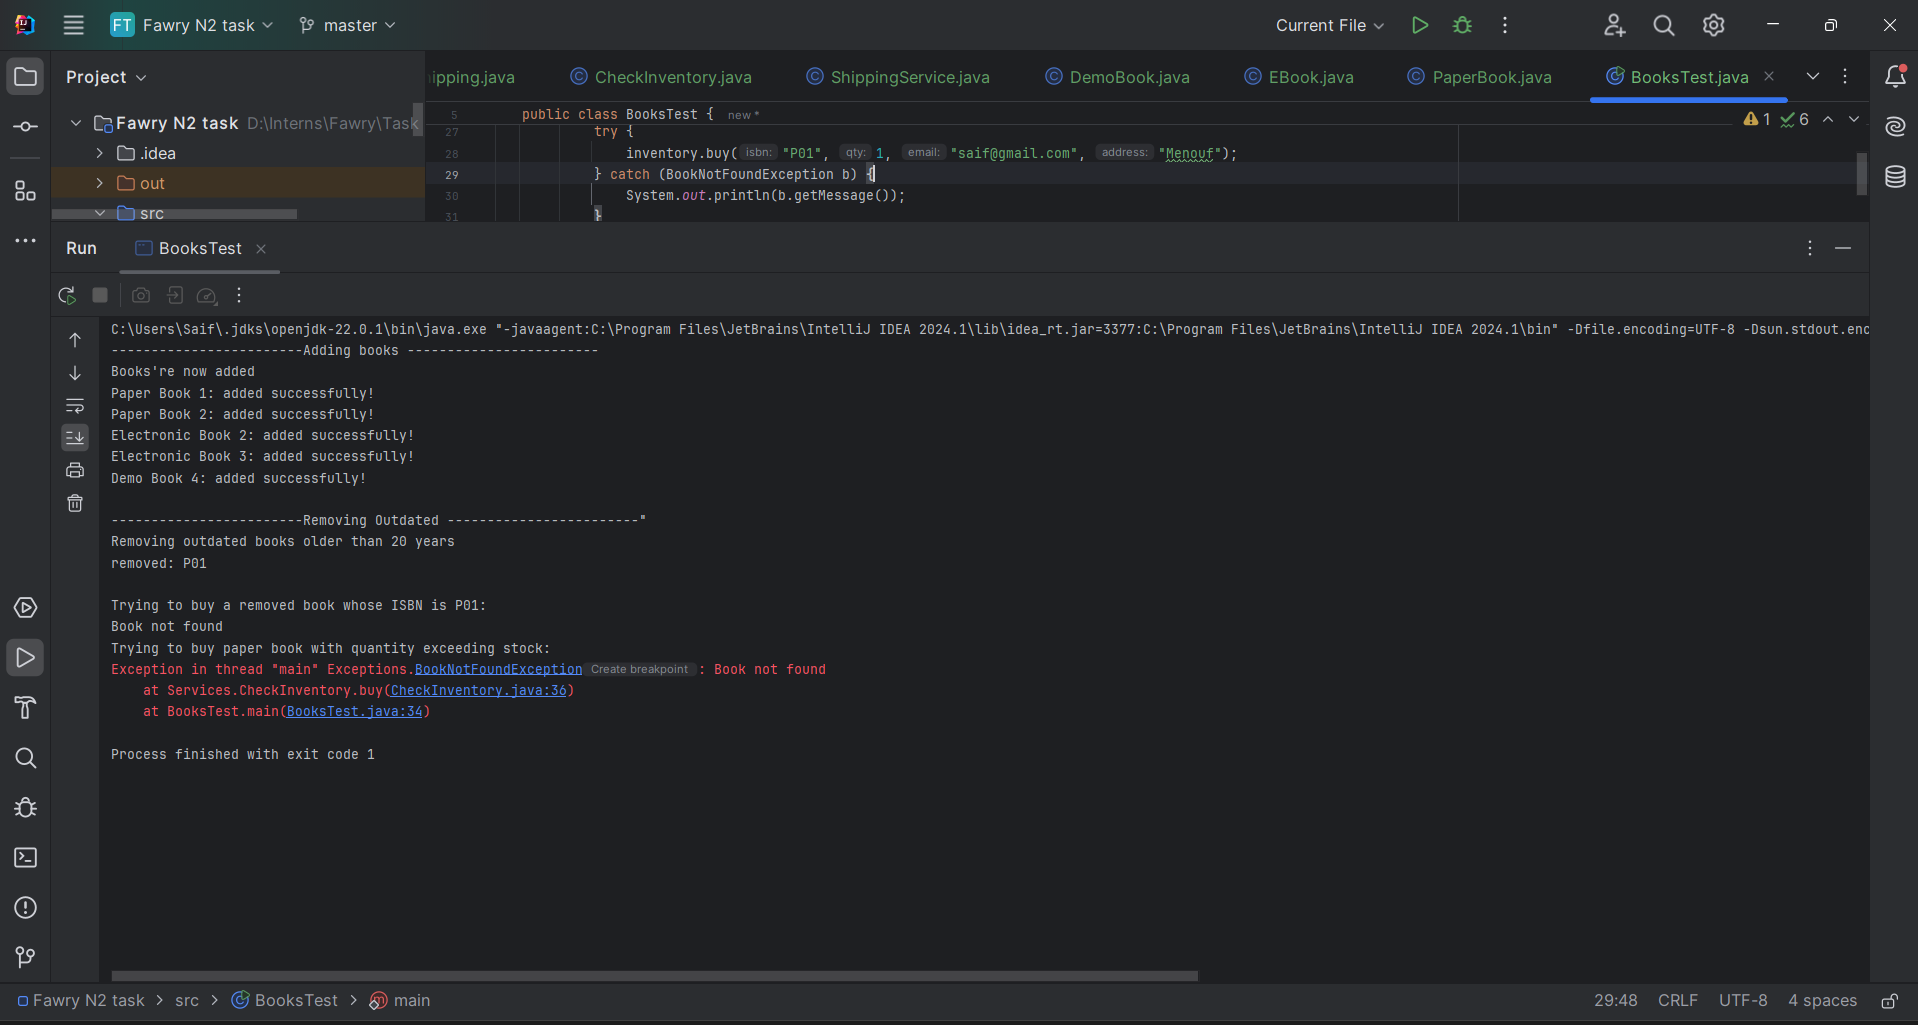 FT Fawry N2 task master Current File
Project
ipping.java CheckInventory.java ShippingService.java DemoBook.java EBook.java PaperBook.java BooksTest.java
Fawry N2 task D:\Interns\Fawry\Task
.idea
out
src
5 public class BooksTest { new *
1 6
27 try {
28 inventory.buy( isbn: "P01", qty: 1, email: "saif@gmail.com", address: "Menouf");
29 } catch (BookNotFoundException b) {
30 System.out.println(b.getMessage());
31 }
Run BooksTest
C:\Users\Saif\.jdks\openjdk-22.0.1\bin\java.exe "-javaagent:C:\Program Files\JetBrains\IntelliJ IDEA 2024.1\lib\idea_rt.jar=3377:C:\Program Files\JetBrains\IntelliJ IDEA 2024.1\bin" -Dfile.encoding=UTF-8 -Dsun.stdout.enc
------------------------Adding books ------------------------
Books're now added
Paper Book 1: added successfully!
Paper Book 2: added successfully!
Electronic Book 2: added successfully!
Electronic Book 3: added successfully!
Demo Book 4: added successfully!
------------------------Removing Outdated ------------------------"
Removing outdated books older than 20 years
removed: P01
Trying to buy a removed book whose ISBN is P01:
Book not found
Trying to buy paper book with quantity exceeding stock:
Exception in thread "main" Exceptions.BookNotFoundException Create breakpoint : Book not found
at Services.CheckInventory.buy(CheckInventory.java:36)
at BooksTest.main(BooksTest.java:34)
Process finished with exit code 1
Fawry N2 task > src > BooksTest > main 29:48 CRLF UTF-8 4 spaces